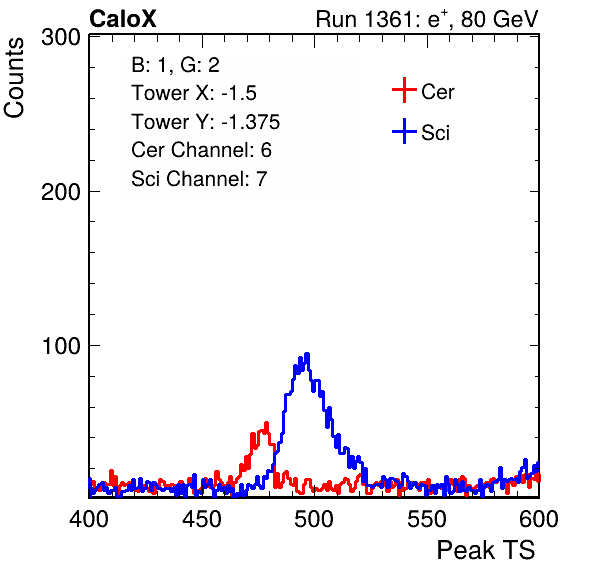 CaloX Run 1361: e⁺, 80 GeV
Counts
300
200
100
B: 1, G: 2
Tower X: -1.5
Tower Y: -1.375
Cer Channel: 6
Sci Channel: 7
Cer
Sci
400 450 500 550 600
Peak TS